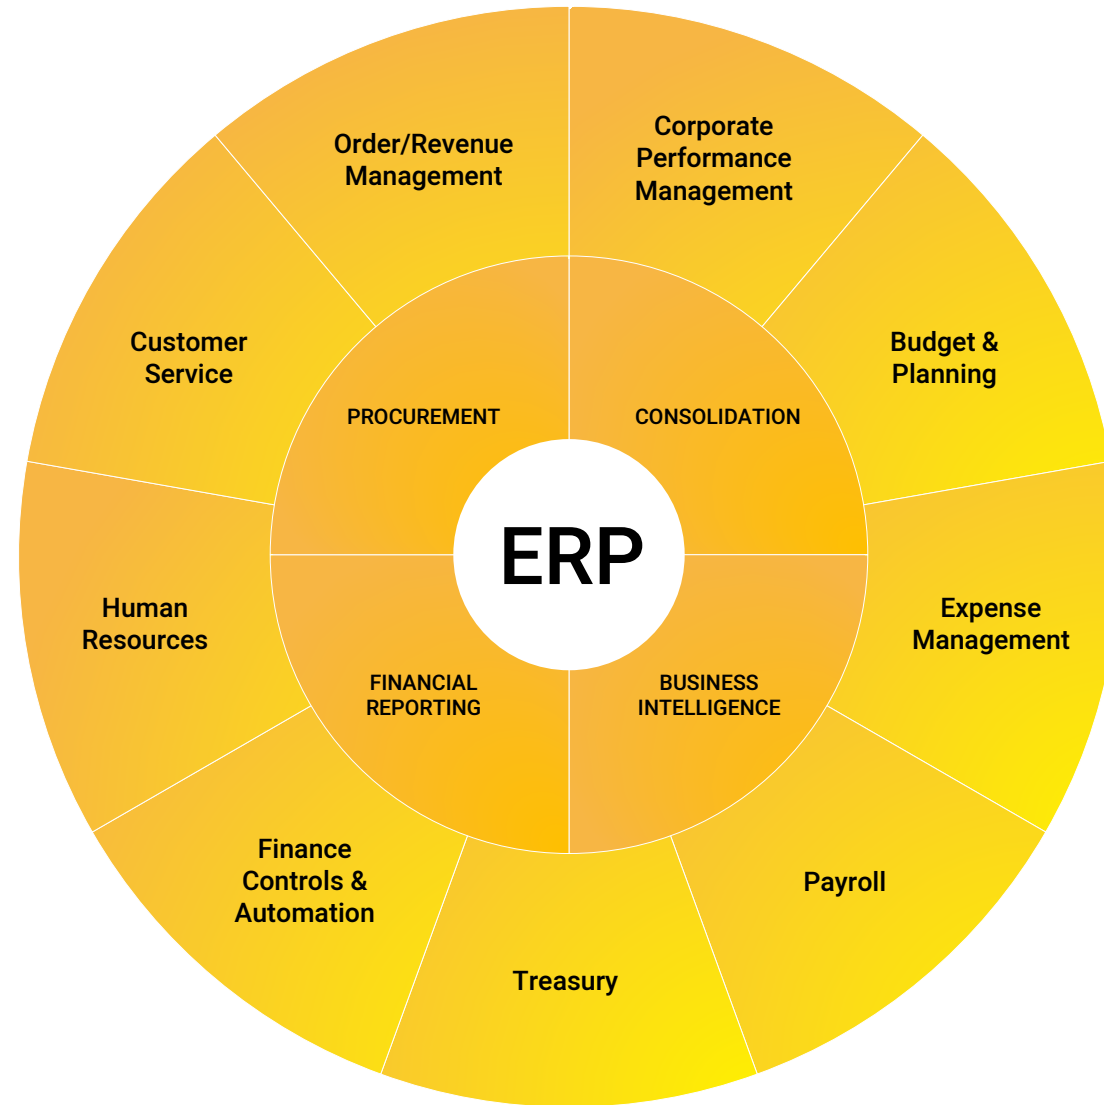 Order/Revenue
Management
Corporate
Performance
Management
Customer
Service
Budget &
Planning
PROCUREMENT
CONSOLIDATION
ERP
Human
Resources
Expense
Management
FINANCIAL
REPORTING
BUSINESS
INTELLIGENCE
Finance
Controls &
Automation
Payroll
Treasury